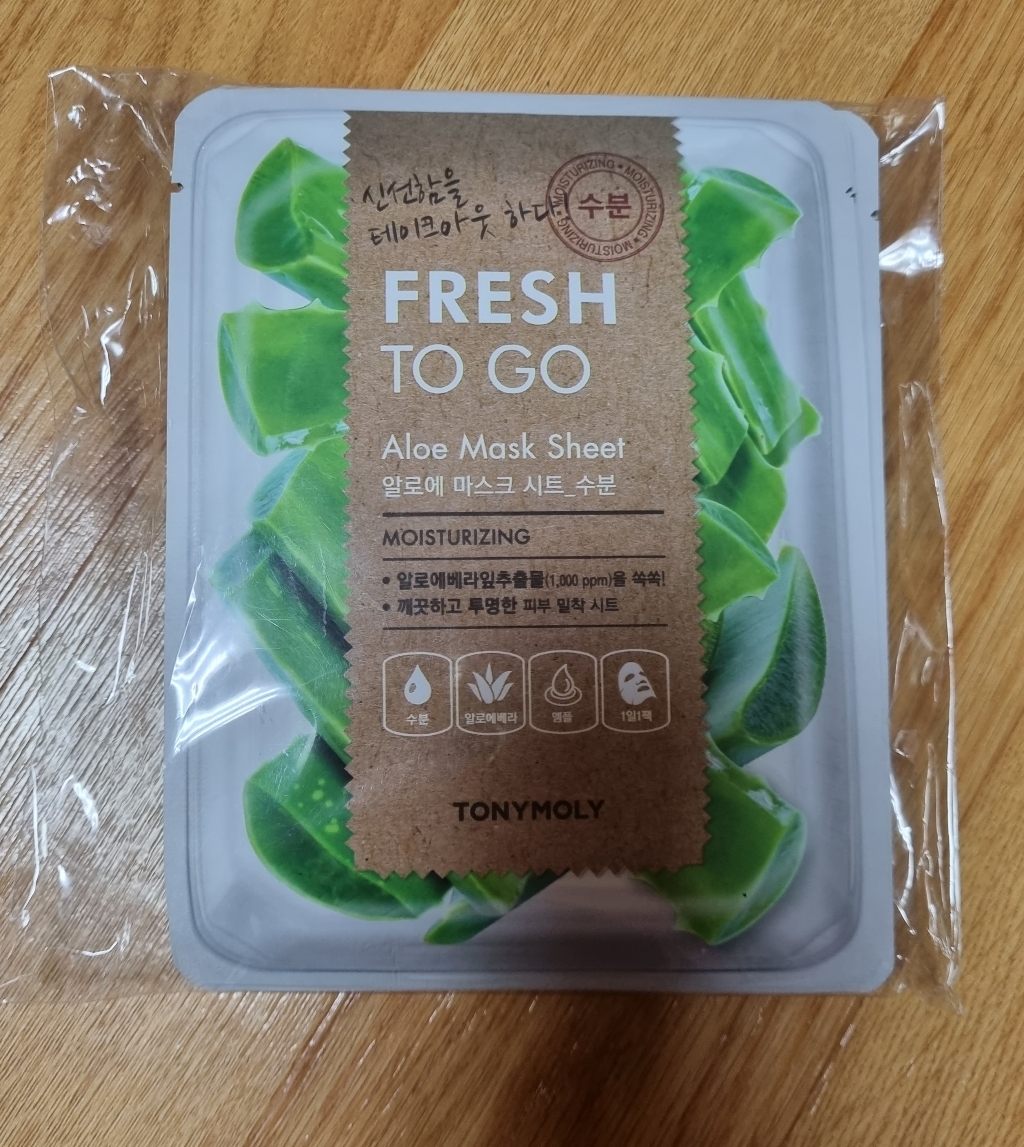 신선함을
테이크아웃 하다!
MOISTURIZING • MOISTURIZING • MOISTURIZING •
수분
FRESH
TO GO
Aloe Mask Sheet
알로에 마스크 시트_수분
MOISTURIZING
• 알로에베라잎추출물(1,000 ppm)을 쏙쏙!
• 깨끗하고 투명한 피부 밀착 시트
수분 알로에베라 앰플 1일1팩
TONYMOLY